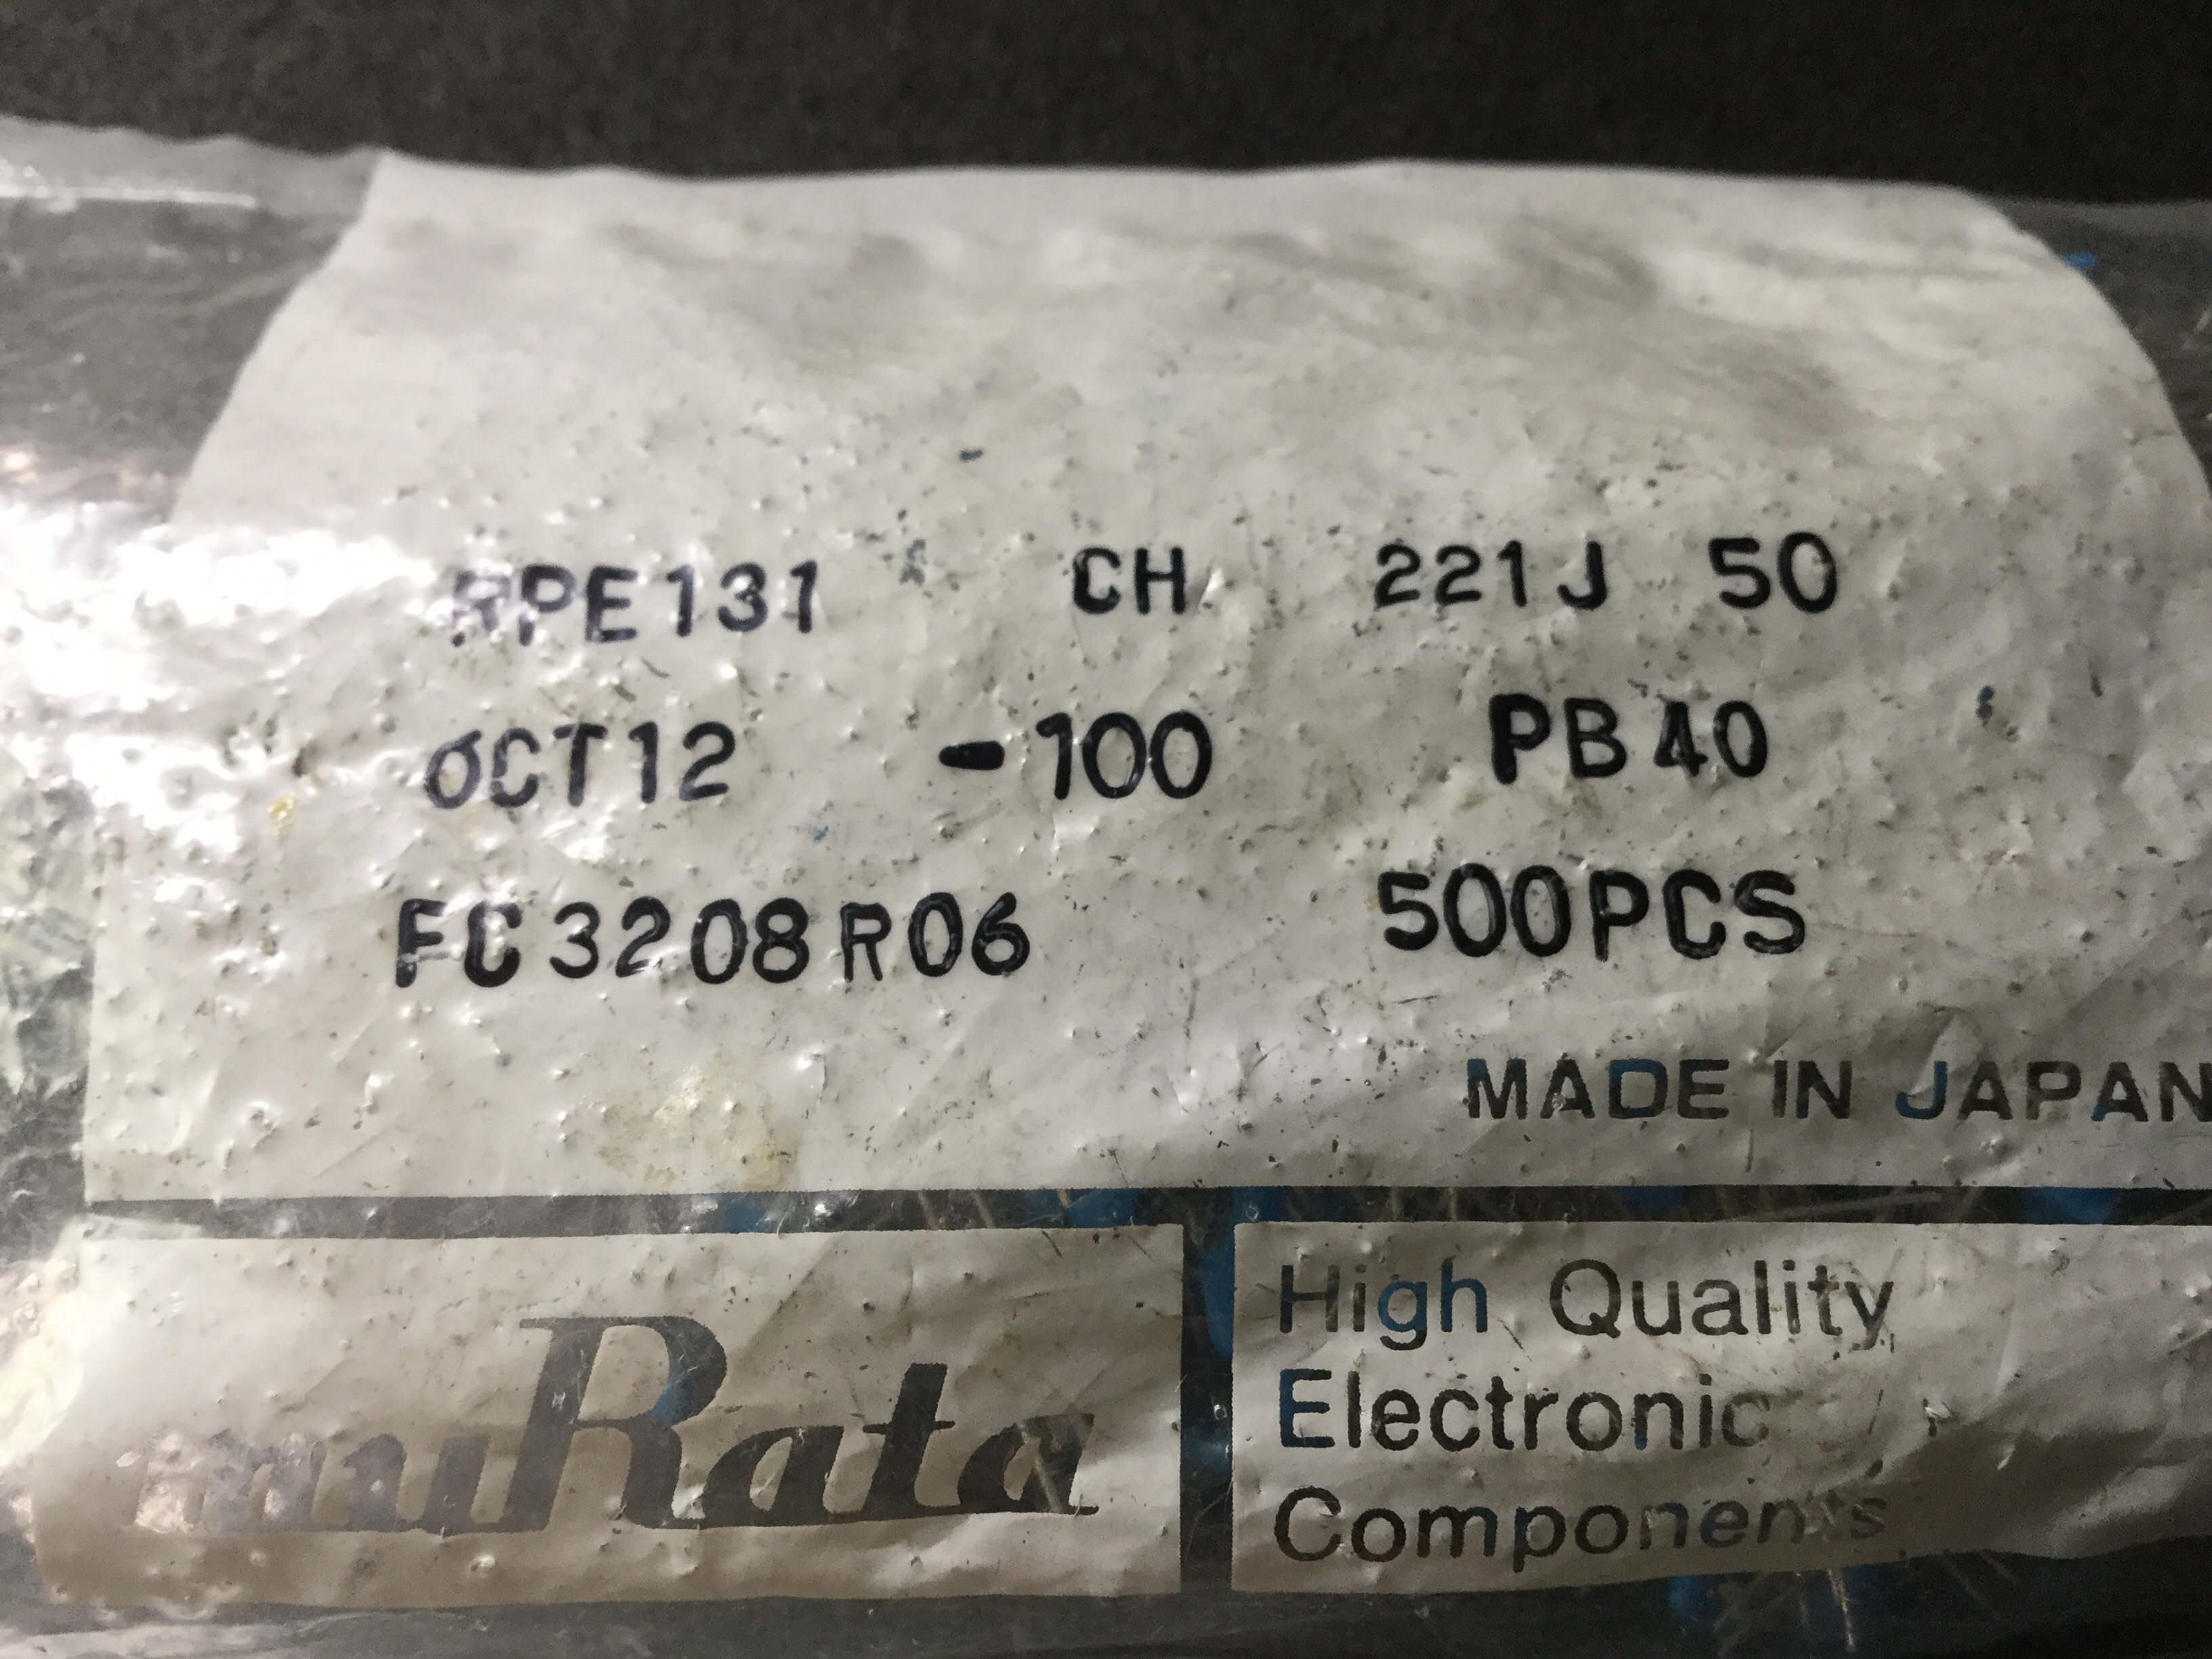 RPE131 CH 221J 50
OCT12 -100 PB40
FC3208R06 500PCS
MADE IN JAPAN
muRata
High Quality
Electronic
Components